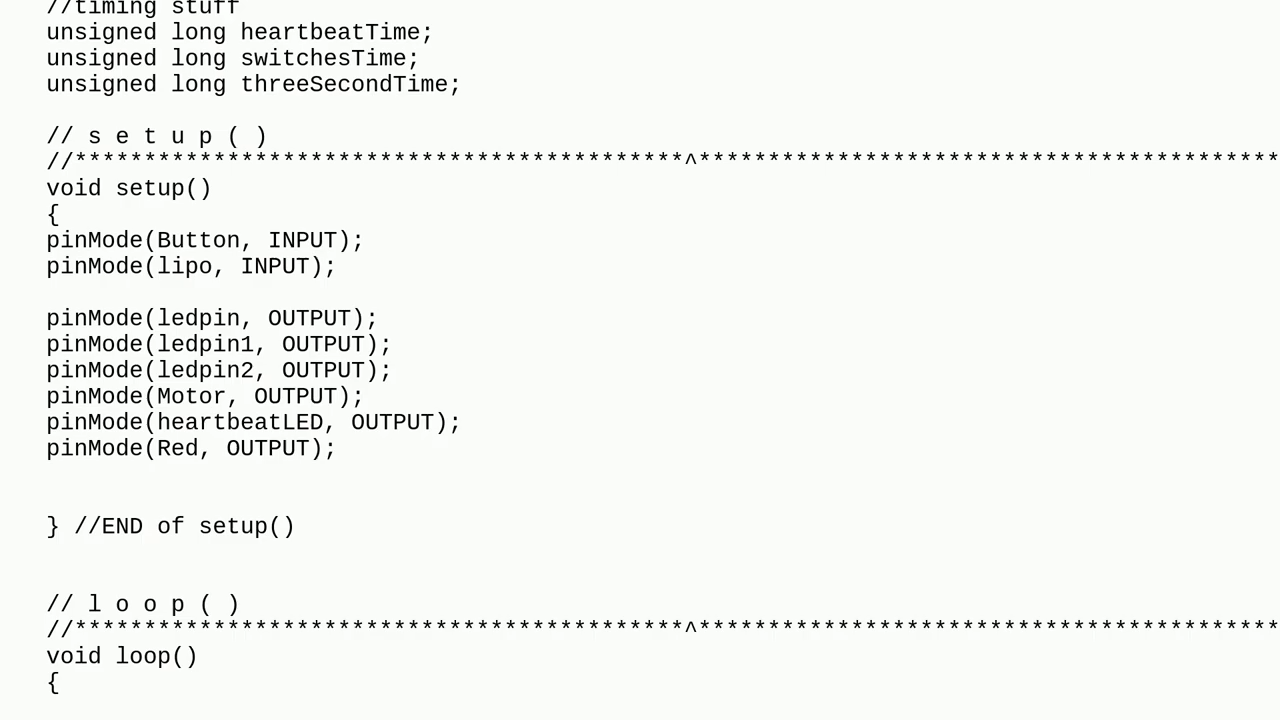 //timing stuff
unsigned long heartbeatTime;
unsigned long switchesTime;
unsigned long threeSecondTime;
// s e t u p ( )
//********************************************^******************************************
void setup()
{
pinMode(Button, INPUT);
pinMode(lipo, INPUT);
pinMode(ledpin, OUTPUT);
pinMode(ledpin1, OUTPUT);
pinMode(ledpin2, OUTPUT);
pinMode(Motor, OUTPUT);
pinMode(heartbeatLED, OUTPUT);
pinMode(Red, OUTPUT);
} //END of setup()
// l o o p ( )
//********************************************^******************************************
void loop()
{